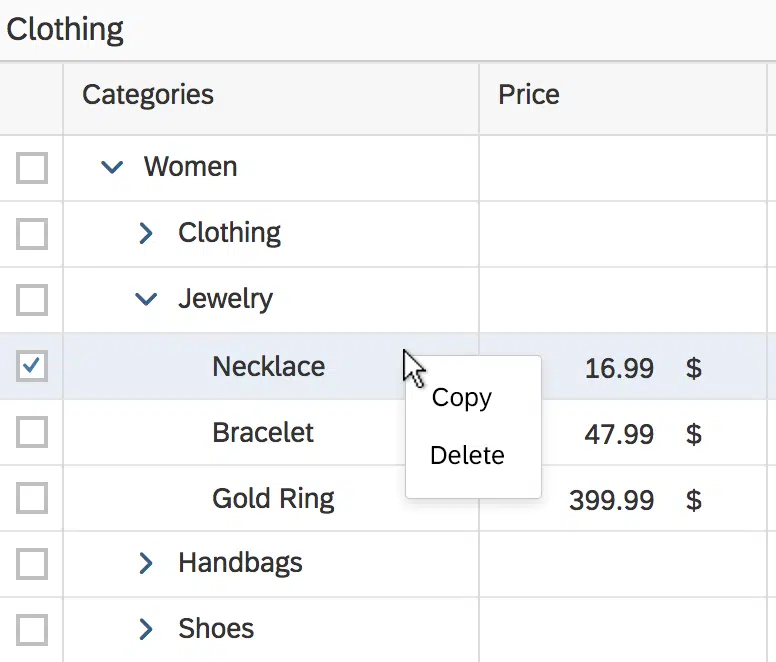 Clothing
Categories Price
Women
Clothing
Jewelry
Necklace 16.99 $
Copy
Bracelet 47.99 $
Delete
Gold Ring 399.99 $
Handbags
Shoes